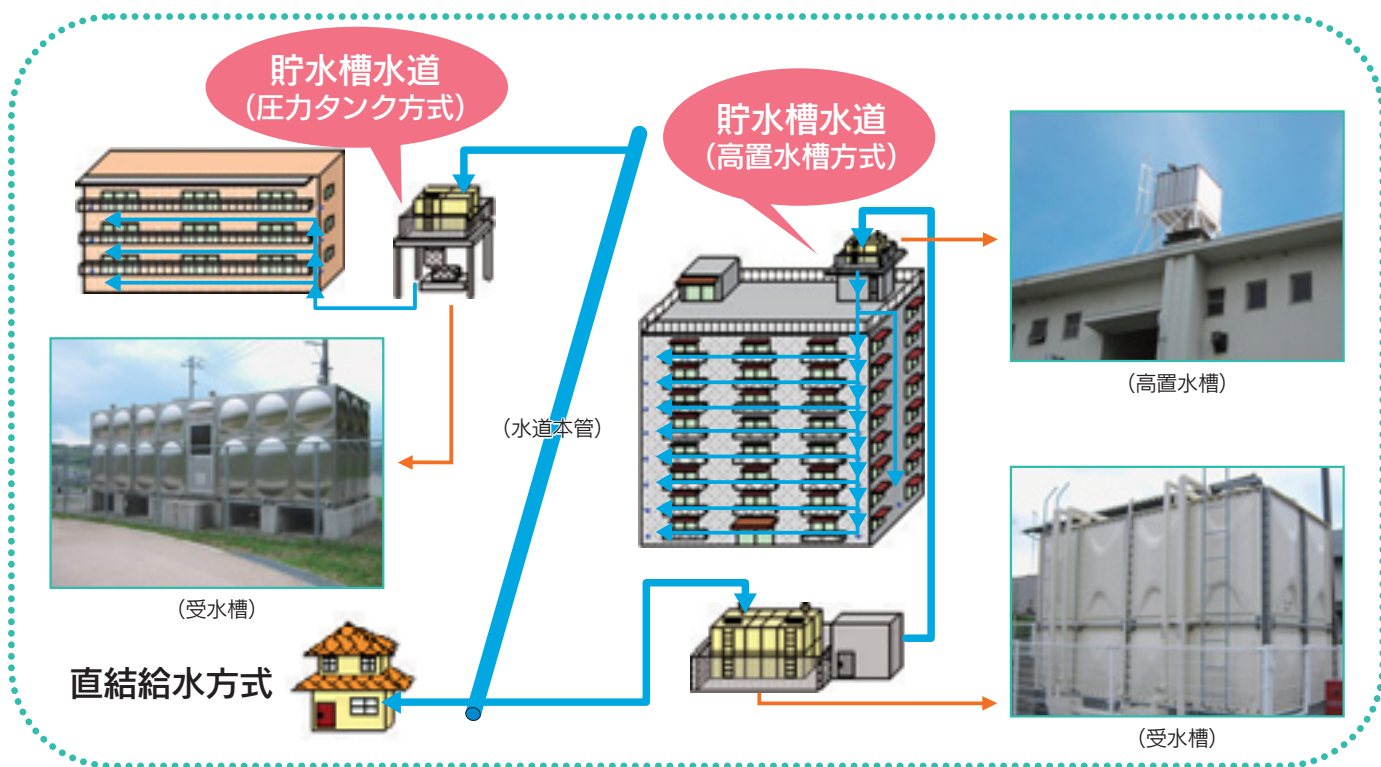 貯水槽水道
（圧力タンク方式）
貯水槽水道
（高置水槽方式）
（高置水槽）
（水道本管）
（受水槽）
直結給水方式
（受水槽）